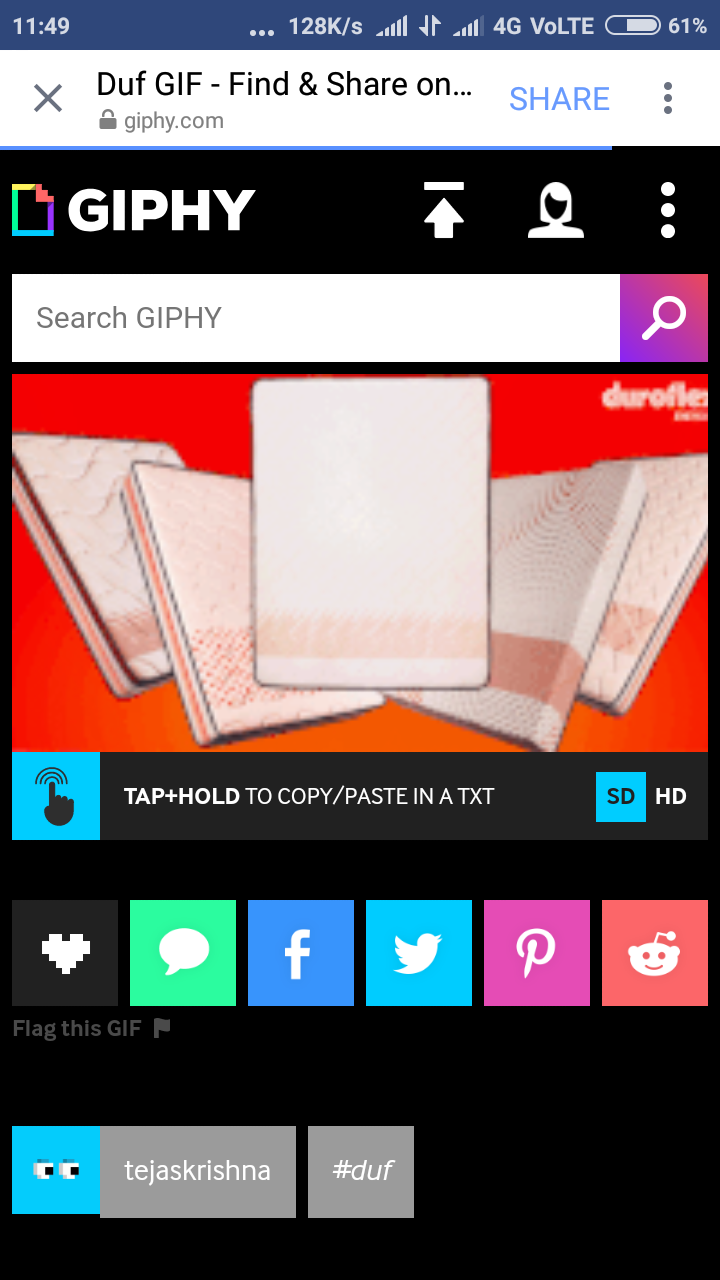 11:49 ... 128K/s 4G VoLTE 61%
Duf GIF - Find & Share on... SHARE
giphy.com
GIPHY
Search GIPHY
TAP+HOLD TO COPY/PASTE IN A TXT SD HD
Flag this GIF
tejaskrishna #duf